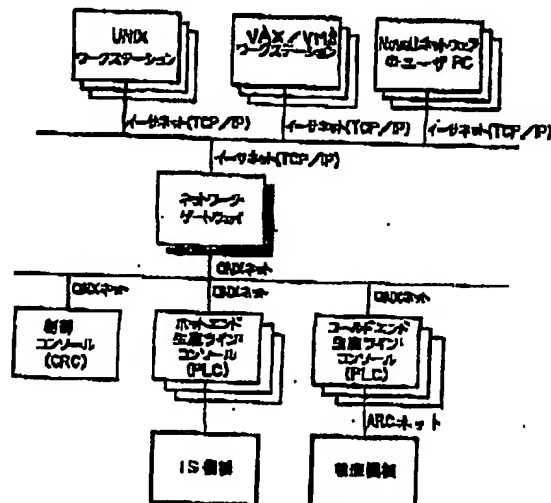 UNIX
ワークステーション
VAX/VMS
ワークステーション
Novellネットウェア
のユーザPC
イーサネット(TCP/IP)
イーサネット(TCP/IP)
イーサネット(TCP/IP)
イーサネット(TCP/IP)
ネットワーク・
ゲートウェイ
QNXネット
QNXネット
QNXネット
QNXネット
制御
コンソール
(CRC)
ホットエンド
生産ライン・
コンソール
(PLC)
コールドエンド
生産ライン・
コンソール
(PLC)
ARCネット
IS機械
検査機械